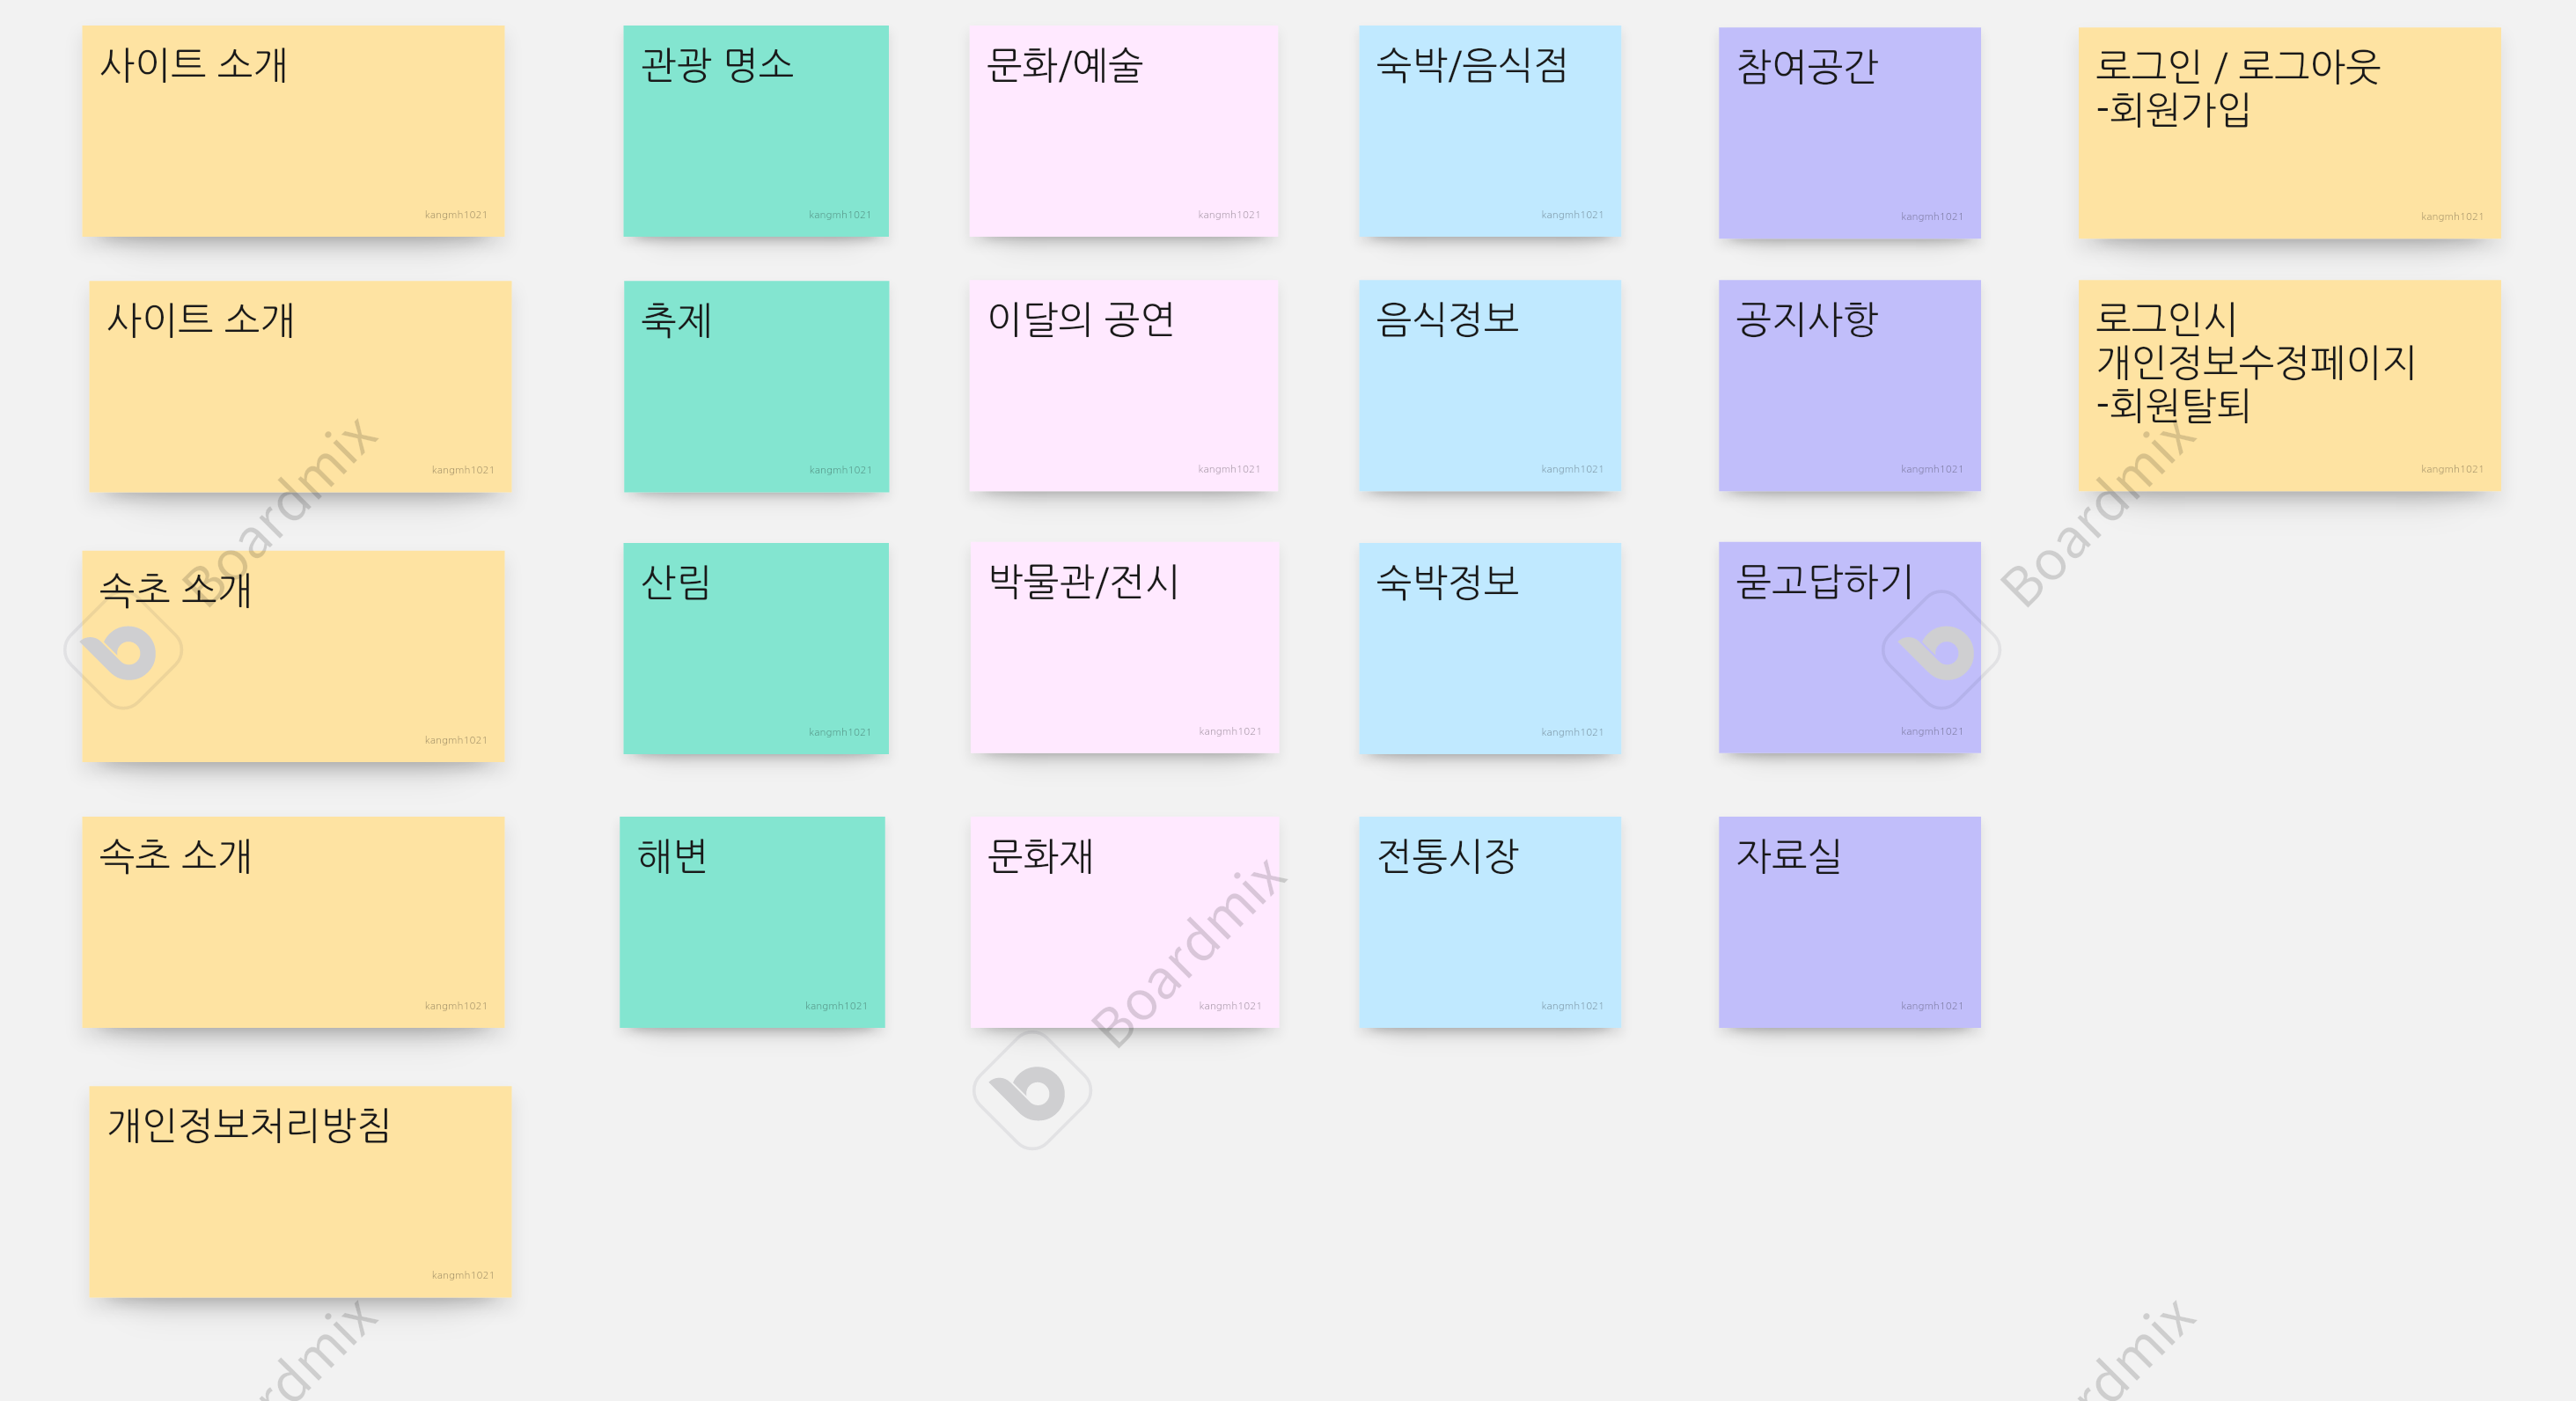 사이트 소개
kangmh1021
관광 명소
kangmh1021
문화/예술
kangmh1021
숙박/음식점
kangmh1021
참여공간
kangmh1021
로그인 / 로그아웃
-회원가입
kangmh1021
사이트 소개
kangmh1021
축제
kangmh1021
이달의 공연
kangmh1021
음식정보
kangmh1021
공지사항
kangmh1021
로그인시
개인정보수정페이지
-회원탈퇴
kangmh1021
속초 소개
kangmh1021
산림
kangmh1021
박물관/전시
kangmh1021
숙박정보
kangmh1021
묻고답하기
kangmh1021
속초 소개
kangmh1021
해변
kangmh1021
문화재
kangmh1021
전통시장
kangmh1021
자료실
kangmh1021
개인정보처리방침
kangmh1021
Boardmix
Boardmix
Boardmix
ardmix
ardmix